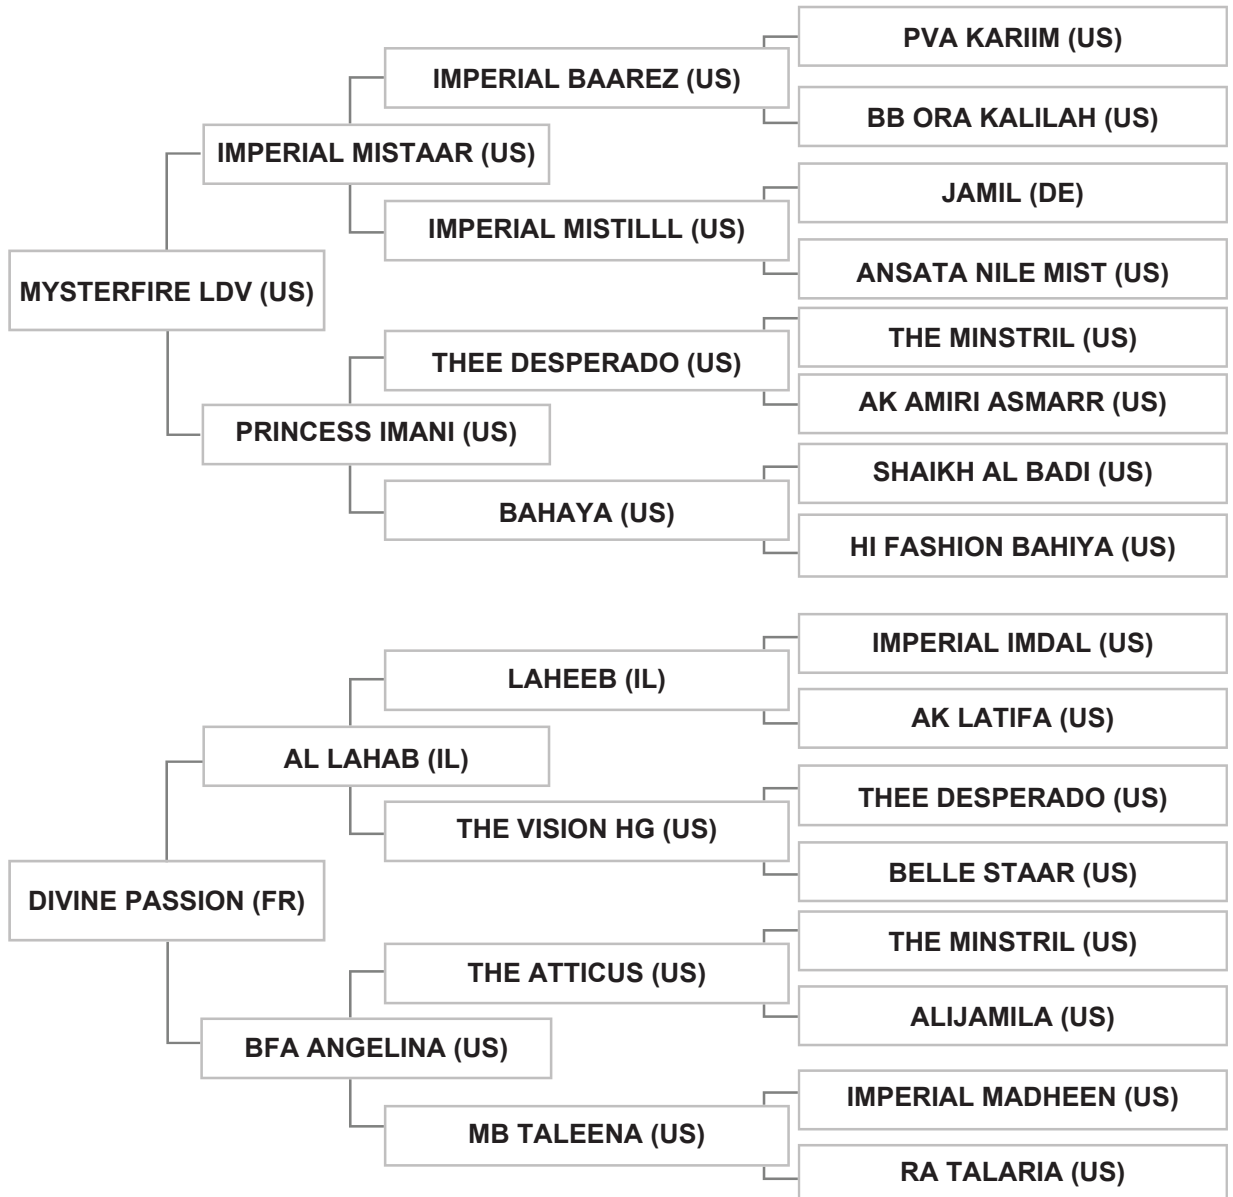 PVA KARIIM (US)
IMPERIAL BAAREZ (US)
BB ORA KALILAH (US)
IMPERIAL MISTAAR (US)
JAMIL (DE)
IMPERIAL MISTILLL (US)
ANSATA NILE MIST (US)
MYSTERFIRE LDV (US)
THE MINSTRIL (US)
THEE DESPERADO (US)
AK AMIRI ASMARR (US)
PRINCESS IMANI (US)
SHAIKH AL BADI (US)
BAHAYA (US)
HI FASHION BAHIYA (US)
IMPERIAL IMDAL (US)
LAHEEB (IL)
AK LATIFA (US)
AL LAHAB (IL)
THEE DESPERADO (US)
THE VISION HG (US)
BELLE STAAR (US)
DIVINE PASSION (FR)
THE MINSTRIL (US)
THE ATTICUS (US)
ALIJAMILA (US)
BFA ANGELINA (US)
IMPERIAL MADHEEN (US)
MB TALEENA (US)
RA TALARIA (US)